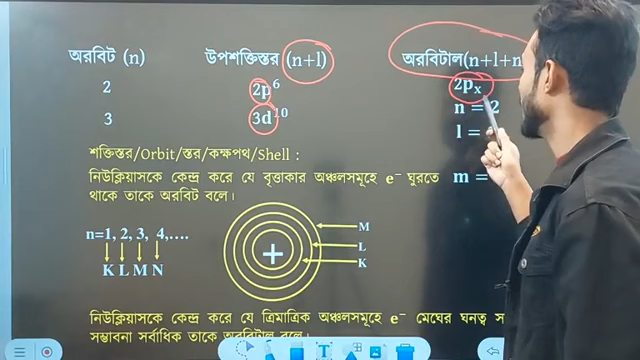 অরবিট (n) উপশক্তিস্তর (n+l) অরবিটাল(n+l+n
2 2p⁶ 2pₓ
3 3d¹⁰ n = 2
l =
শক্তিস্তর/Orbit/স্তর/কক্ষপথ/Shell :
নিউক্লিয়াসকে কেন্দ্র করে যে বৃত্তাকার অঞ্চলসমূহে e⁻ ঘুরতে
থাকে তাকে অরবিট বলে।
m =
n=1, 2, 3, 4,....
K L M N
+
M
L
K
নিউক্লিয়াসকে কেন্দ্র করে যে ত্রিমাত্রিক অঞ্চলসমূহে e⁻ মেঘের ঘনত্ব
সম্ভাবনা সর্বাধিক তাকে অরবিটাল বলে।